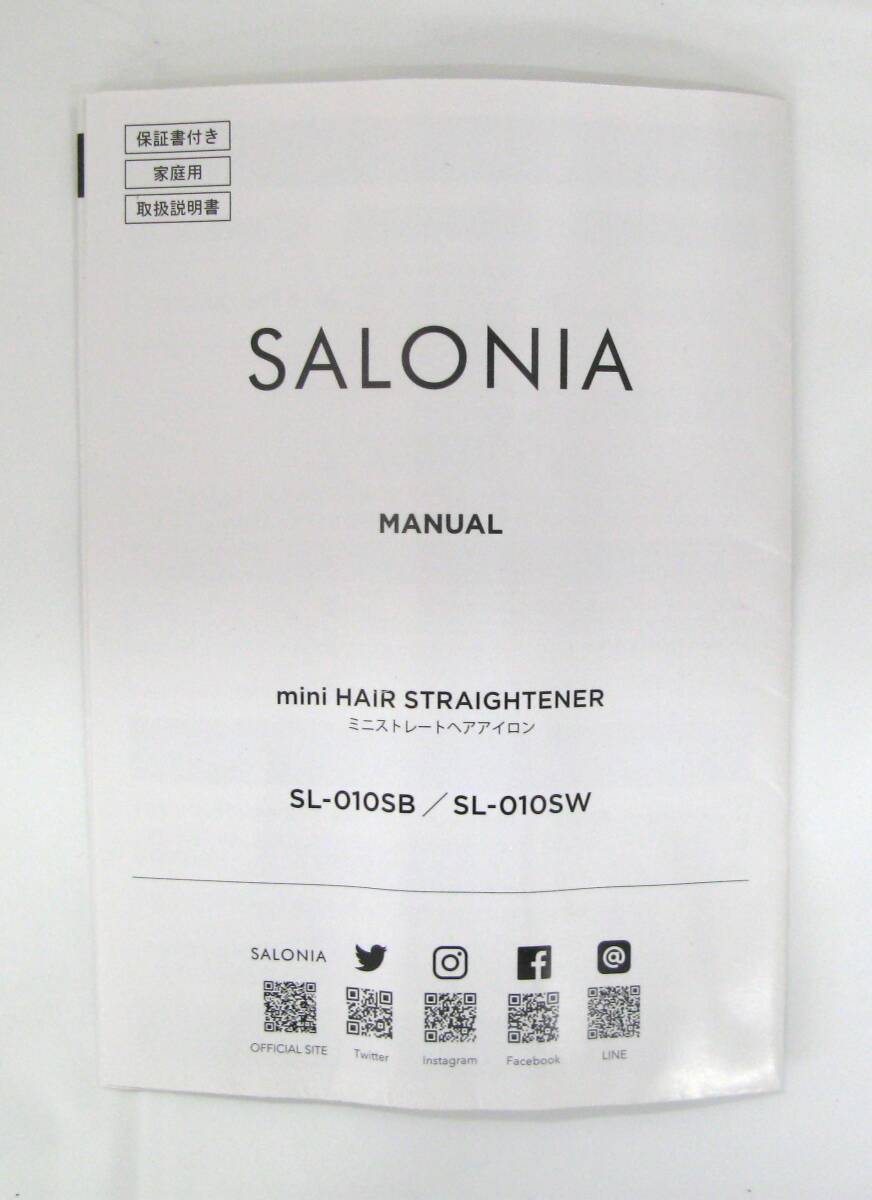 保証書付き
家庭用
取扱説明書
SALONIA
MANUAL
mini HAIR STRAIGHTENER
ミニストレートヘアアイロン
SL-010SB／SL-010SW
SALONIA
OFFICIAL SITE
Twitter
Instagram
Facebook
LINE